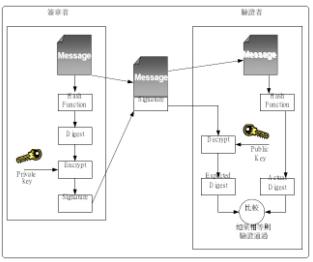 簽章者
Message
Hash
Function
Digest
Private
Key
Encrypt
Signature
Message
Signature
驗證者
Message
Hash
Function
Decrypt
Public
Key
Expected
Digest
Actual
Digest
比較
結果相等則
驗證通過